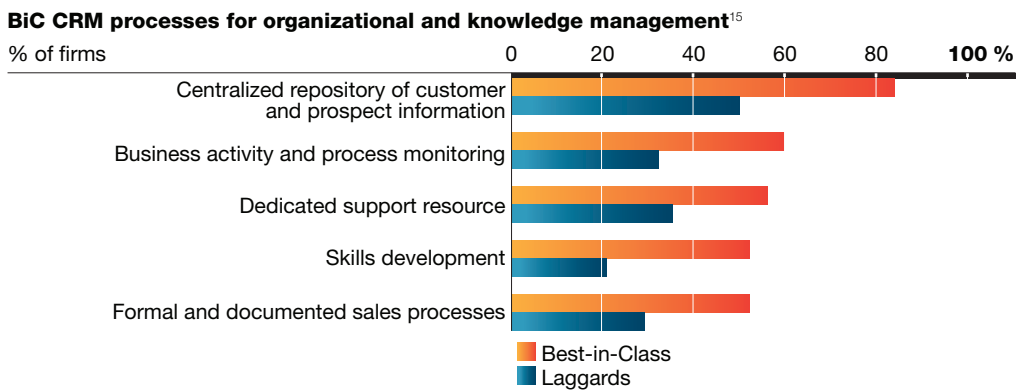 BiC CRM processes for organizational and knowledge management15
% of firms 0 20 40 60 80 100 %
Centralized repository of customer
and prospect information
Business activity and process monitoring
Dedicated support resource
Skills development
Formal and documented sales processes
Best-in-Class
Laggards